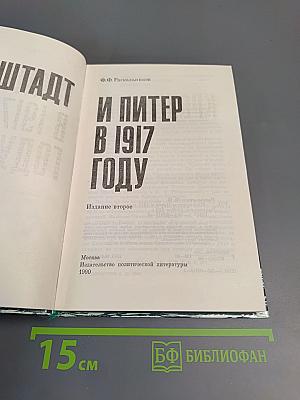 ШТАДТ
Ф.Ф. Раскольников
И ПИТЕР
В 1917
ГОДУ
Издание второе
Москва
Издательство политической литературы
1990
15 см
БФ БИБЛИОФАН